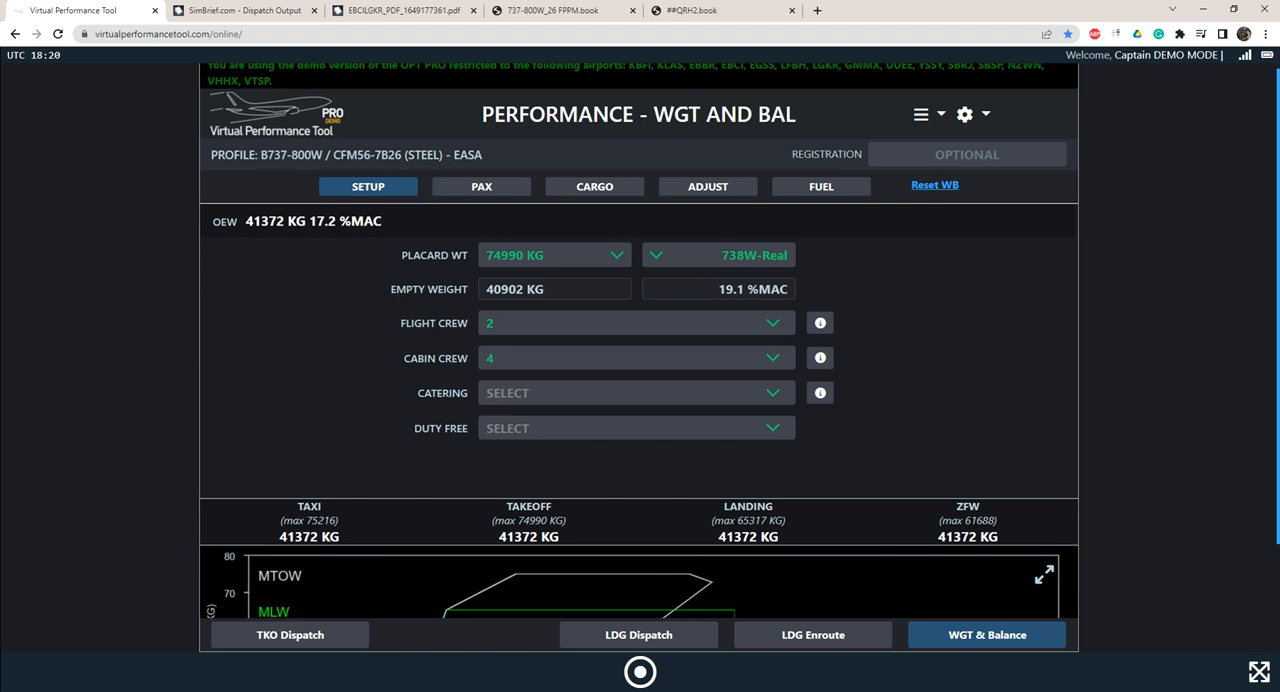 Virtual Performance Tool
SimBrief.com - Dispatch Output
EBCILGKR_PDF_1649177361.pdf
737-800W_26 FPPM.book
##QRH2.book
virtualperformancetool.com/online/
UTC 18:20
Welcome, Captain DEMO MODE |
You are using the demo version of the OPT PRO restricted to the following airports: KBFI, KLAS, EBBR, EBCI, EGSS, LFBH, LGKR, GMMX, UUEE, YSSY, SBRJ, SBSP, NZWN,
VHHX, VTSP.
PRO
DEMO
Virtual Performance Tool
PERFORMANCE - WGT AND BAL
PROFILE: B737-800W / CFM56-7B26 (STEEL) - EASA
REGISTRATION
OPTIONAL
SETUP
PAX
CARGO
ADJUST
FUEL
Reset WB
OEW 41372 KG 17.2 %MAC
PLACARD WT 74990 KG 738W-Real
EMPTY WEIGHT 40902 KG 19.1 %MAC
FLIGHT CREW 2
CABIN CREW 4
CATERING SELECT
DUTY FREE SELECT
TAXI TAKEOFF LANDING ZFW
(max 75216) (max 74990 KG) (max 65317 KG) (max 61688)
41372 KG 41372 KG 41372 KG 41372 KG
80
MTOW
70
MLW
KG)
TKO Dispatch
LDG Dispatch
LDG Enroute
WGT & Balance